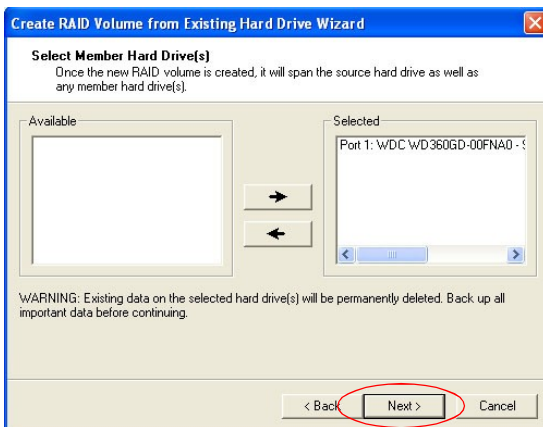 Create RAID Volume from Existing Hard Drive Wizard
Select Member Hard Drive(s)
Once the new RAID volume is created, it will span the source hard drive as well as
any member hard drive(s).
Available
Selected
Port 1: WDC WD360GD-00FNA0 -
WARNING: Existing data on the selected hard drive(s) will be permanently deleted. Back up all
important data before continuing.
< Back
Next >
Cancel